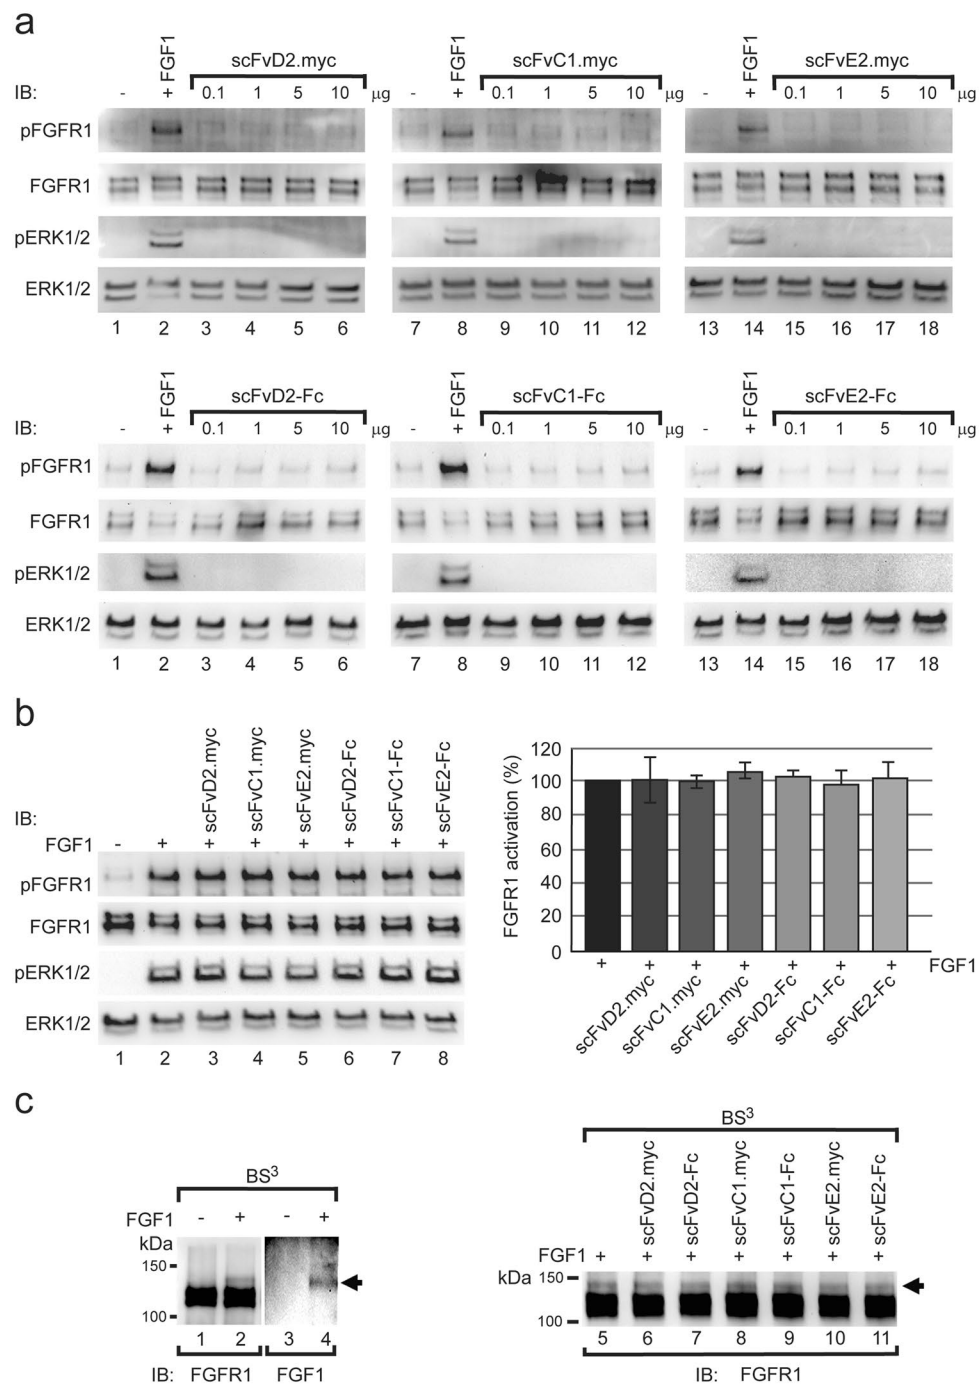 a
FGF1 scFvD2.myc FGF1 scFvC1.myc FGF1 scFvE2.myc
IB: - + 0.1 1 5 10 μg - + 0.1 1 5 10 μg - + 0.1 1 5 10 μg
pFGFR1
FGFR1
pERK1/2
ERK1/2
1 2 3 4 5 6 7 8 9 10 11 12 13 14 15 16 17 18
FGF1 scFvD2-Fc FGF1 scFvC1-Fc FGF1 scFvE2-Fc
IB: - + 0.1 1 5 10 μg - + 0.1 1 5 10 μg - + 0.1 1 5 10 μg
pFGFR1
FGFR1
pERK1/2
ERK1/2
1 2 3 4 5 6 7 8 9 10 11 12 13 14 15 16 17 18
b
scFvD2.myc scFvC1.myc scFvE2.myc scFvD2-Fc scFvC1-Fc scFvE2-Fc
IB:
FGF1 - + + + + + + +
pFGFR1
FGFR1
pERK1/2
ERK1/2
1 2 3 4 5 6 7 8
FGFR1 activation (%)
120
100
80
60
40
20
0
+ + + + + + + FGF1
scFvD2.myc scFvC1.myc scFvE2.myc scFvD2-Fc scFvC1-Fc scFvE2-Fc
c
BS³
FGF1 - + - +
kDa
150
100
1 2 3 4
IB: FGFR1 FGF1
BS³
scFvD2.myc scFvD2-Fc scFvC1.myc scFvC1-Fc scFvE2.myc scFvE2-Fc
FGF1 + + + + + + +
kDa
150
100
5 6 7 8 9 10 11
IB: FGFR1